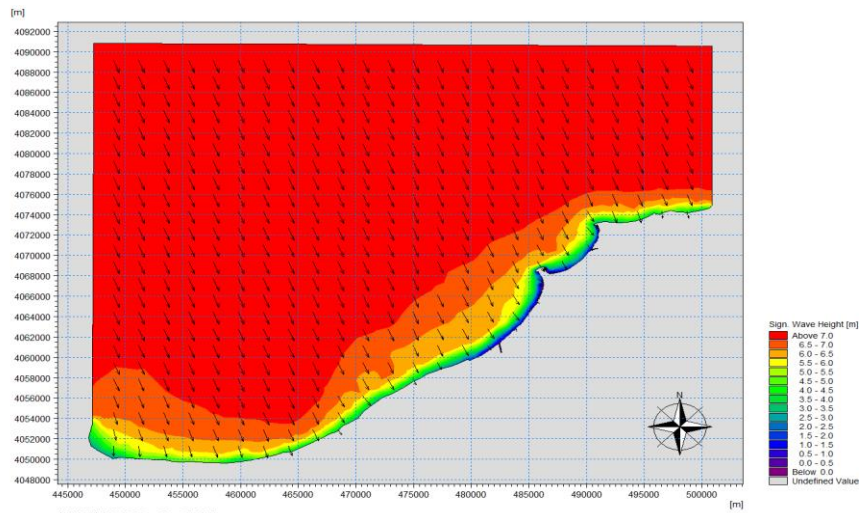 [m]
4092000
4090000
4088000
4086000
4084000
4082000
4080000
4078000
4076000
4074000
4072000
4070000
4068000
4066000
4064000
4062000
4060000
4058000
4056000
4054000
4052000
4050000
4048000
445000 450000 455000 460000 465000 470000 475000 480000 485000 490000 495000 500000
[m]
N
Sign. Wave Height [m]
Above 7.0
6.5 - 7.0
6.0 - 6.5
5.5 - 6.0
5.0 - 5.5
4.5 - 5.0
4.0 - 4.5
3.5 - 4.0
3.0 - 3.5
2.5 - 3.0
2.0 - 2.5
1.5 - 2.0
1.0 - 1.5
0.5 - 1.0
0.0 - 0.5
Below 0.0
Undefined Value